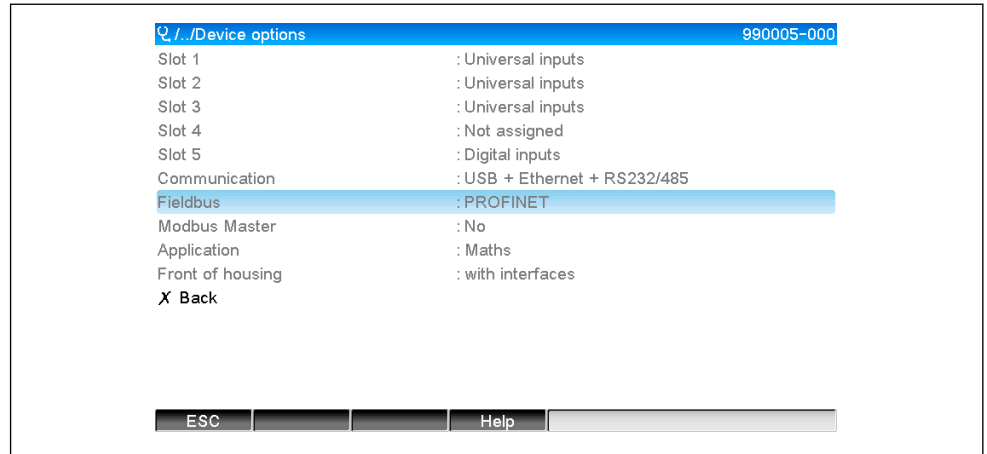 /../Device options 990005-000
Slot 1 : Universal inputs
Slot 2 : Universal inputs
Slot 3 : Universal inputs
Slot 4 : Not assigned
Slot 5 : Digital inputs
Communication : USB + Ethernet + RS232/485
Fieldbus : PROFINET
Modbus Master : No
Application : Maths
Front of housing : with interfaces
X Back
ESC Help